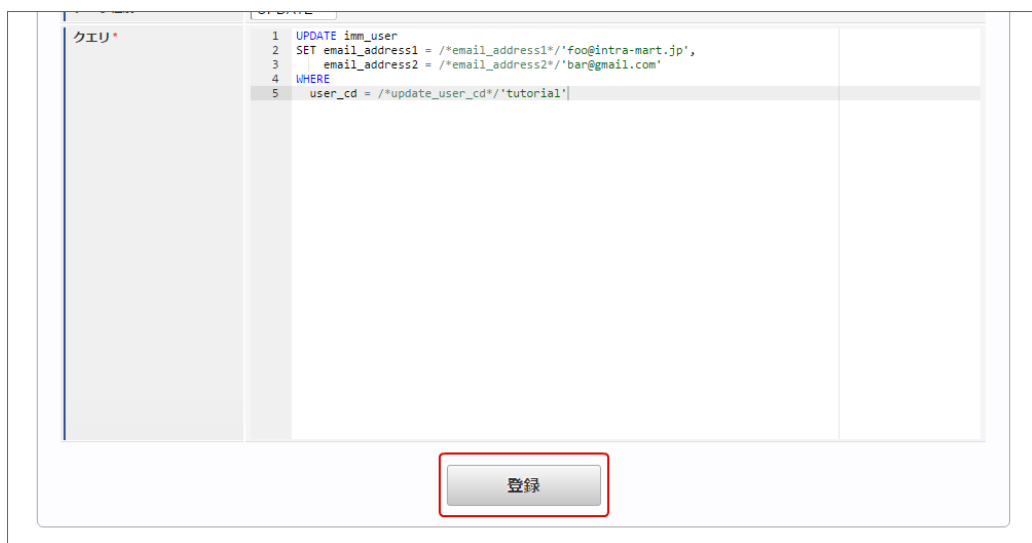 UPDATE
クエリ*
1 UPDATE imm_user
2 SET email_address1 = /*email_address1*/'foo@intra-mart.jp',
3 email_address2 = /*email_address2*/'bar@gmail.com'
4 WHERE
5 user_cd = /*update_user_cd*/'tutorial'
登録